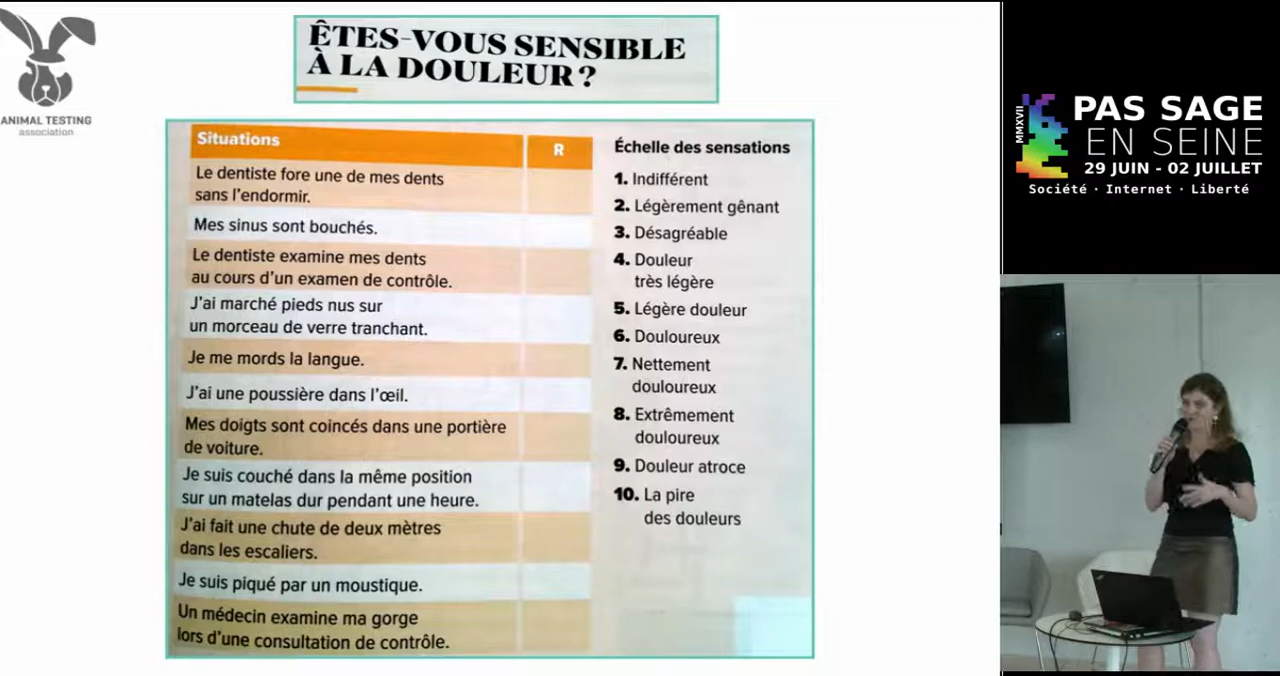 ANIMAL TESTING
association
ÊTES-VOUS SENSIBLE
À LA DOULEUR ?
Situations
R
Le dentiste fore une de mes dents
sans l'endormir.
Mes sinus sont bouchés.
Le dentiste examine mes dents
au cours d'un examen de contrôle.
J'ai marché pieds nus sur
un morceau de verre tranchant.
Je me mords la langue.
J'ai une poussière dans l'œil.
Mes doigts sont coincés dans une portière
de voiture.
Je suis couché dans la même position
sur un matelas dur pendant une heure.
J'ai fait une chute de deux mètres
dans les escaliers.
Je suis piqué par un moustique.
Un médecin examine ma gorge
lors d'une consultation de contrôle.
Échelle des sensations
1. Indifférent
2. Légèrement gênant
3. Désagréable
4. Douleur
très légère
5. Légère douleur
6. Douloureux
7. Nettement
douloureux
8. Extrêmement
douloureux
9. Douleur atroce
10. La pire
des douleurs
MMXVII
PAS SAGE
EN SEINE
29 JUIN - 02 JUILLET
Société · Internet · Liberté